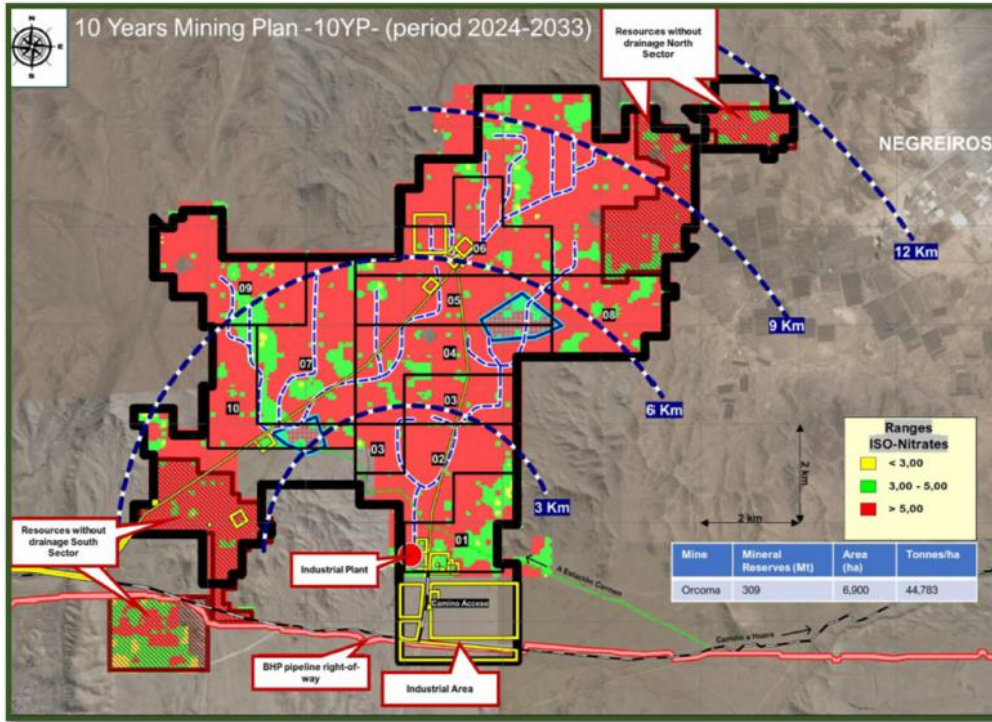 10 Years Mining Plan -10YP- (period 2024-2033)
N
E
S
Resources without
drainage North
Sector
NEGREIROS
12 Km
9 Km
6 Km
3 Km
06
09
05
08
04
07
10
03
03
02
01
2 km
2 km
Ranges
ISO-Nitrates
< 3,00
3,00 - 5,00
> 5,00
Mine Mineral Reserves (Mt) Area (ha) Tonnes/ha
Orcoma 309 6,900 44,783
Resources without
drainage South
Sector
Industrial Plant
A Estación Carmen
Camino Acceso
Camino a Huara
BHP pipeline right-of-
way
Industrial Area